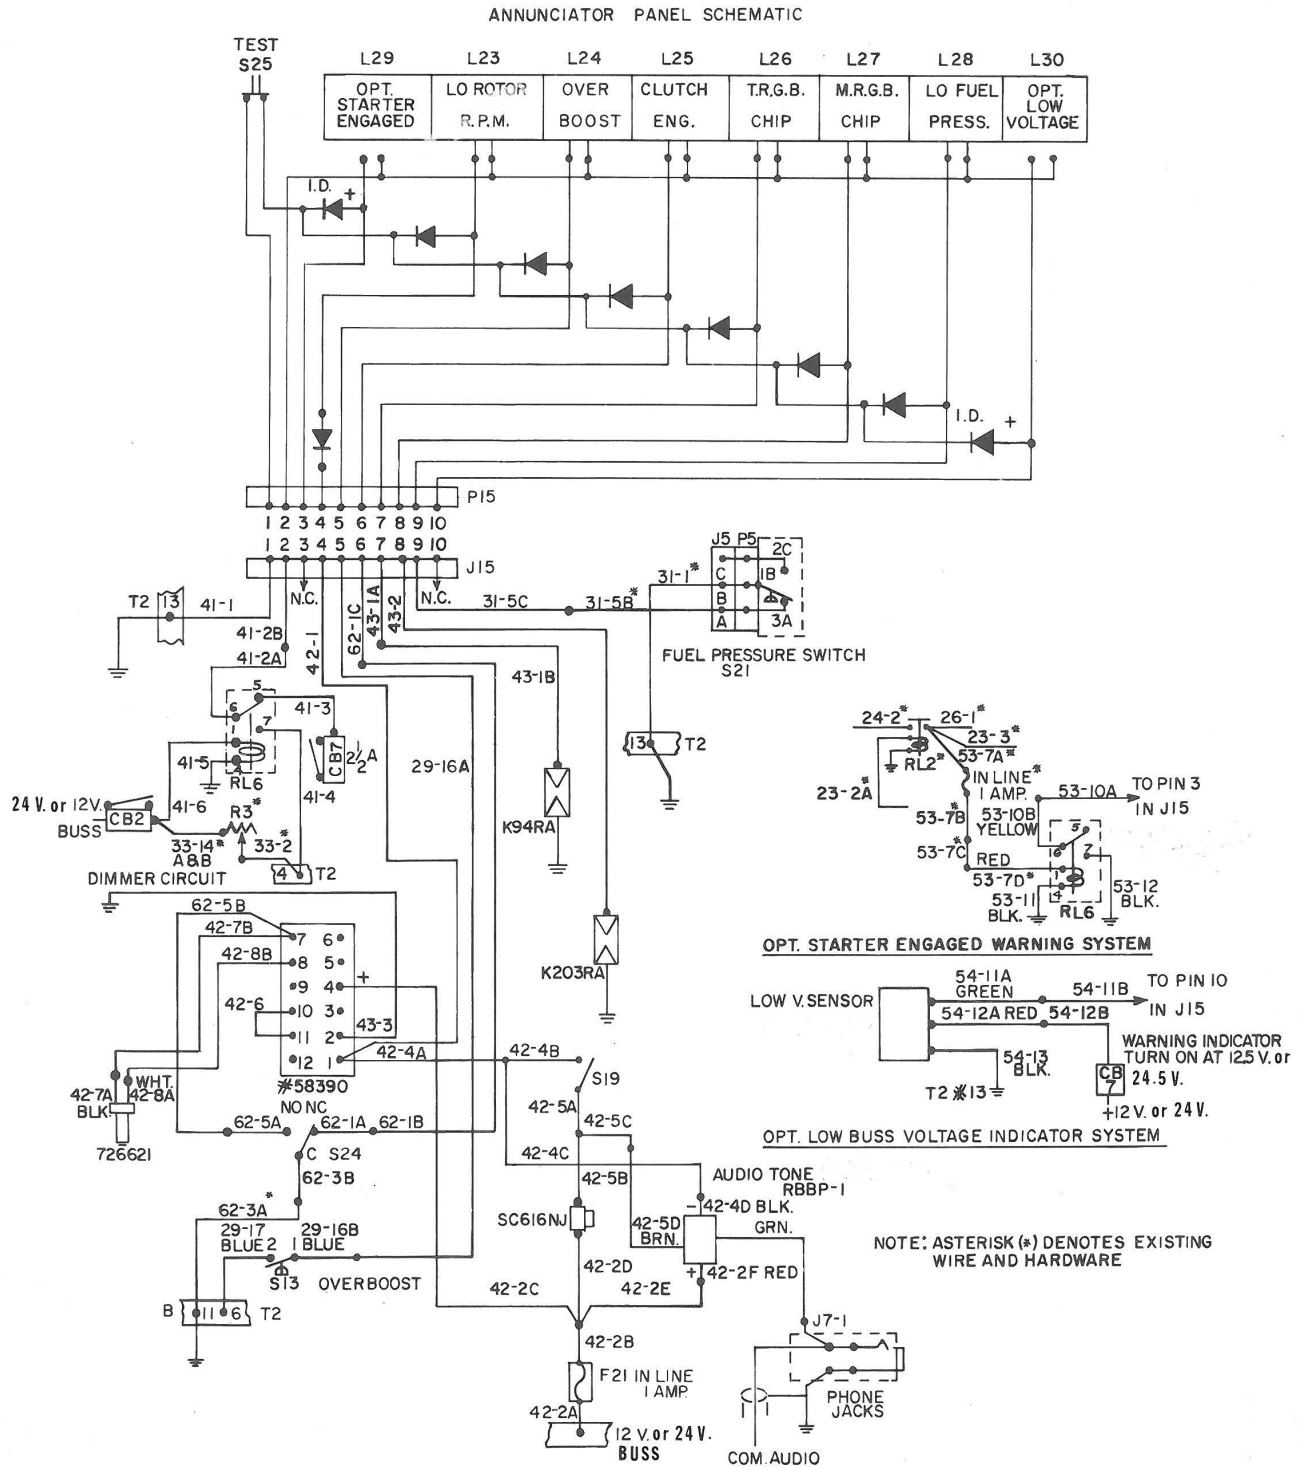 ANNUNCIATOR PANEL SCHEMATIC
TEST
S25
L29 L23 L24 L25 L26 L27 L28 L30
OPT. STARTER ENGAGED
LO ROTOR R.P.M.
OVER BOOST
CLUTCH ENG.
T.R.G.B. CHIP
M.R.G.B. CHIP
LO FUEL PRESS.
OPT. LOW VOLTAGE
I.D. +
I.D. +
P15
1 2 3 4 5 6 7 8 9 10
1 2 3 4 5 6 7 8 9 10
J15
N.C.
N.C.
T2 13 41-1
41-2B
41-2A
42-1
62-1C
43-1A
43-2
31-5C
31-5B*
31-1*
J5 P5
2C
C
1B
B
A
3A
FUEL PRESSURE SWITCH
S21
13 T2
5
6
7
1
4
RL6
41-3
CB7
2 1/2 A
41-4
41-5
41-6
24 V. or 12V.
BUSS
CB2
R3*
33-14*
A&B
33-2*
4 T2
DIMMER CIRCUIT
29-16A
43-1B
K94RA
K203RA
24-2* 26-1*
23-3*
53-7A*
RL2*
23-2A*
IN LINE*
1 AMP.
53-7B*
53-7C*
53-10B
YELLOW
53-10A
TO PIN 3
IN J15
RED
53-7D*
53-11
BLK.
5
6
7
1
4
RL6
53-12
BLK.
OPT. STARTER ENGAGED WARNING SYSTEM
62-5B
42-7B
42-8B
7 6
8 5
9 4 +
10 3
11 2
12 1
42-6
43-3
42-4A
42-4B
#58390
S19
42-7A
BLK.
WHT.
42-8A
726621
NO NC
62-5A
62-1A
62-1B
C S24
62-3B
62-3A*
29-17
BLUE 2
29-16B
1 BLUE
S13 OVERBOOST
B 11 6 T2
42-5A
42-5C
42-4C
42-5B
SC616NJ
AUDIO TONE
RBBP-1
- 42-4D BLK.
42-5D
BRN.
GRN.
+ 42-2F RED
42-2D
42-2C
42-2E
42-2B
F21 IN LINE
1 AMP.
42-2A
12 V. or 24V.
BUSS
J7-1
PHONE
JACKS
COM. AUDIO
LOW V. SENSOR
54-11A
GREEN
54-11B
TO PIN 10
IN J15
54-12A RED 54-12B
54-13
BLK.
T2 #13
CB
7
WARNING INDICATOR
TURN ON AT 12.5 V. or
24.5 V.
+12 V. or 24V.
OPT. LOW BUSS VOLTAGE INDICATOR SYSTEM
NOTE: ASTERISK (*) DENOTES EXISTING
WIRE AND HARDWARE